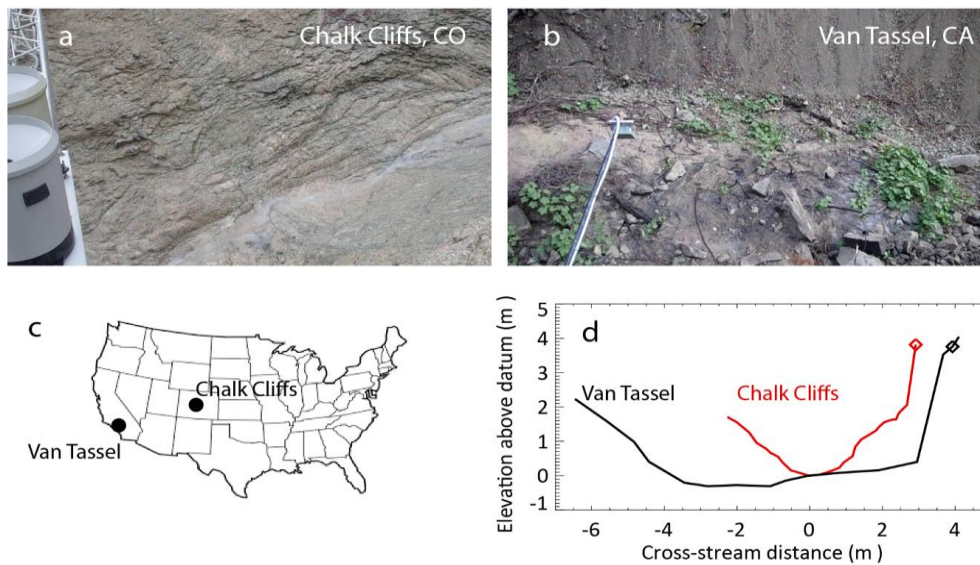 a
Chalk Cliffs, CO
b
Van Tassel, CA
c
Chalk Cliffs
Van Tassel
d
Van Tassel
Chalk Cliffs
Elevation above datum (m )
5
4
3
2
1
0
-1
-6
-4
-2
0
2
4
Cross-stream distance (m )